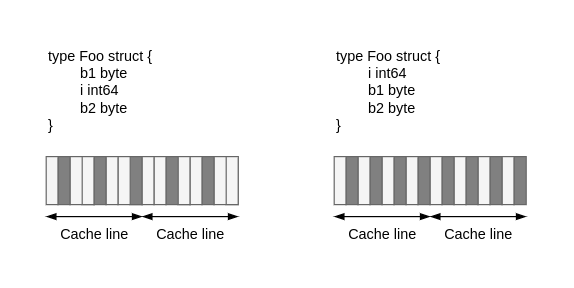 type Foo struct {
b1 byte
i int64
b2 byte
}
Cache line Cache line
type Foo struct {
i int64
b1 byte
b2 byte
}
Cache line Cache line